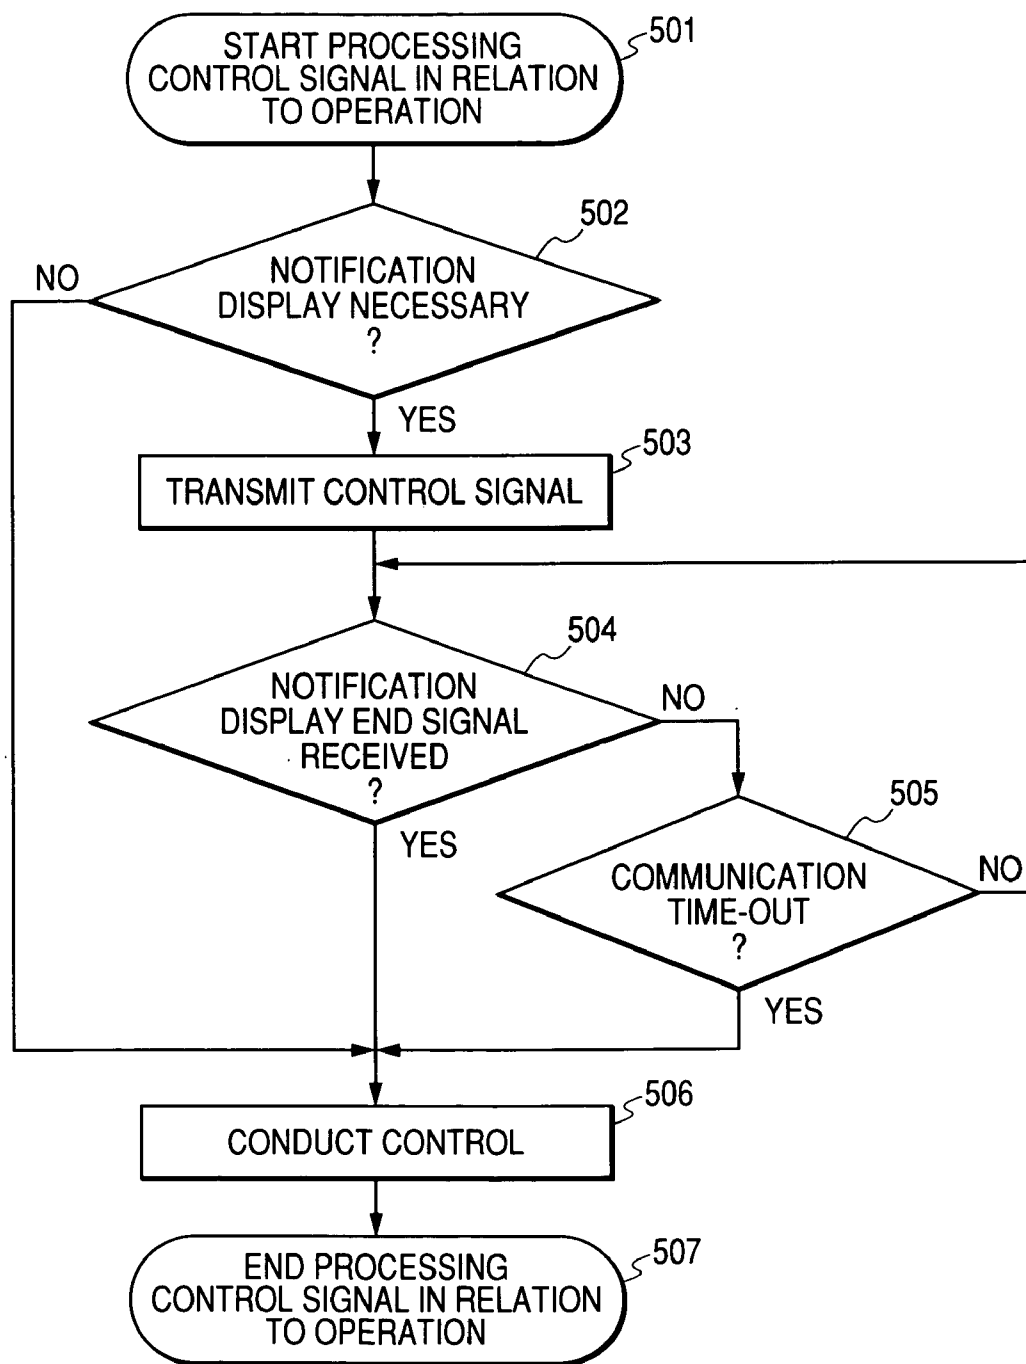 START PROCESSING
CONTROL SIGNAL IN RELATION
TO OPERATION
501
502
NO
NOTIFICATION
DISPLAY NECESSARY
?
YES
503
TRANSMIT CONTROL SIGNAL
504
NOTIFICATION
DISPLAY END SIGNAL
RECEIVED
?
NO
YES
505
COMMUNICATION
TIME-OUT
?
NO
YES
506
CONDUCT CONTROL
507
END PROCESSING
CONTROL SIGNAL IN RELATION
TO OPERATION